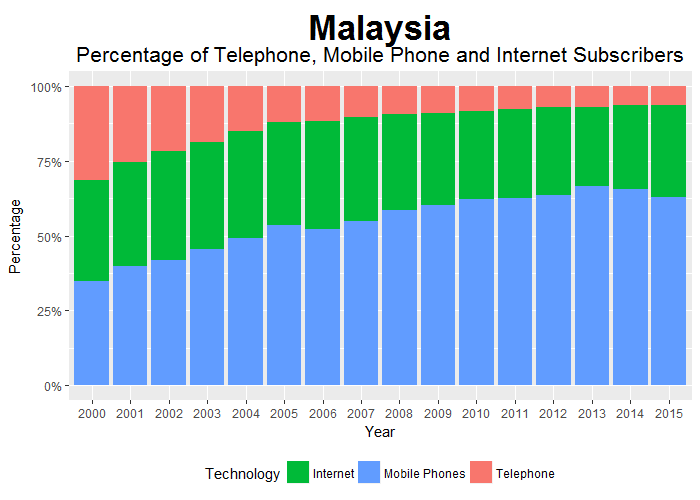 Malaysia
Percentage of Telephone, Mobile Phone and Internet Subscribers
100%
75%
50%
25%
0%
Percentage
2000 2001 2002 2003 2004 2005 2006 2007 2008 2009 2010 2011 2012 2013 2014 2015
Year
Technology Internet Mobile Phones Telephone